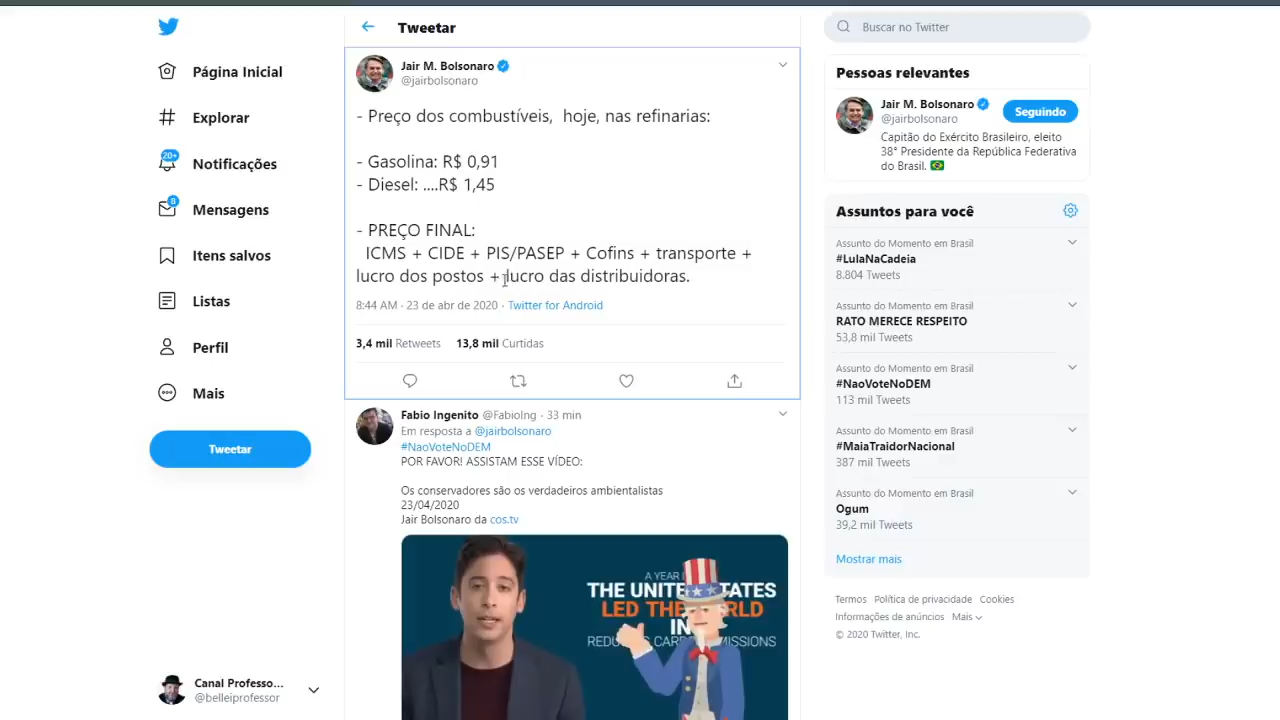 Página Inicial
Explorar
20+
Notificações
8
Mensagens
Itens salvos
Listas
Perfil
Mais
Tweetar
Canal Professo...
@belleiprofessor
Tweetar
Jair M. Bolsonaro
@jairbolsonaro
- Preço dos combustíveis,  hoje, nas refinarias:
- Gasolina: R$ 0,91
- Diesel: ....R$ 1,45
- PREÇO FINAL:
ICMS + CIDE + PIS/PASEP + Cofins + transporte +
lucro dos postos + lucro das distribuidoras.
8:44 AM · 23 de abr de 2020 · Twitter for Android
3,4 mil Retweets 13,8 mil Curtidas
Fabio Ingenito @FabioIng · 33 min
Em resposta a @jairbolsonaro
#NaoVoteNoDEM
POR FAVOR! ASSISTAM ESSE VÍDEO:
Os conservadores são os verdadeiros ambientalistas
23/04/2020
Jair Bolsonaro da cos.tv
A YEAR
THE UNITED STATES
LED THE WORLD
IN
REDUCING CARBON EMISSIONS
Buscar no Twitter
Pessoas relevantes
Jair M. Bolsonaro
@jairbolsonaro
Seguindo
Capitão do Exército Brasileiro, eleito
38° Presidente da República Federativa
do Brasil.
Assuntos para você
Assunto do Momento em Brasil
#LulaNaCadeia
8.804 Tweets
Assunto do Momento em Brasil
RATO MERECE RESPEITO
53,8 mil Tweets
Assunto do Momento em Brasil
#NaoVoteNoDEM
113 mil Tweets
Assunto do Momento em Brasil
#MaiaTraidorNacional
387 mil Tweets
Assunto do Momento em Brasil
Ogum
39,2 mil Tweets
Mostrar mais
Termos Política de privacidade Cookies
Informações de anúncios Mais
© 2020 Twitter, Inc.